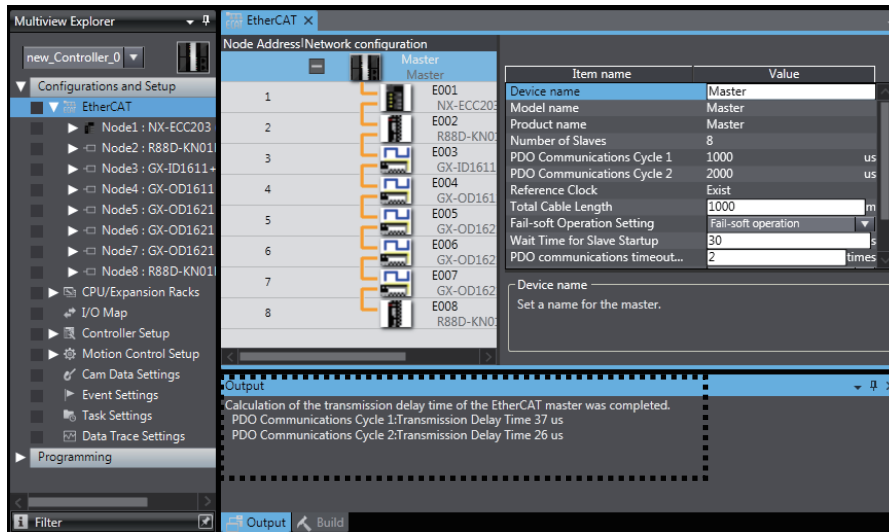 Multiview Explorer
new_Controller_0
Configurations and Setup
EtherCAT
Node1 : NX-ECC203
Node2 : R88D-KN01
Node3 : GX-ID1611+
Node4 : GX-OD1611
Node5 : GX-OD1621
Node6 : GX-OD1621
Node7 : GX-OD1621
Node8 : R88D-KN01
CPU/Expansion Racks
I/O Map
Controller Setup
Motion Control Setup
Cam Data Settings
Event Settings
Task Settings
Data Trace Settings
Programming
Filter
EtherCAT
Node Address Network configuration
Master
Master
1 E001
NX-ECC203
2 E002
R88D-KN0
3 E003
GX-ID1611
4 E004
GX-OD161
5 E005
GX-OD162
6 E006
GX-OD162
7 E007
GX-OD162
8 E008
R88D-KN0
Item name Value
Device name Master
Model name Master
Product name Master
Number of Slaves 8
PDO Communications Cycle 1 1000 us
PDO Communications Cycle 2 2000 us
Reference Clock Exist
Total Cable Length 1000 m
Fail-soft Operation Setting Fail-soft operation
Wait Time for Slave Startup 30 s
PDO communications timeout... 2 times
Device name
Set a name for the master.
Output
Calculation of the transmission delay time of the EtherCAT master was completed.
PDO Communications Cycle 1:Transmission Delay Time 37 us
PDO Communications Cycle 2:Transmission Delay Time 26 us
Output Build